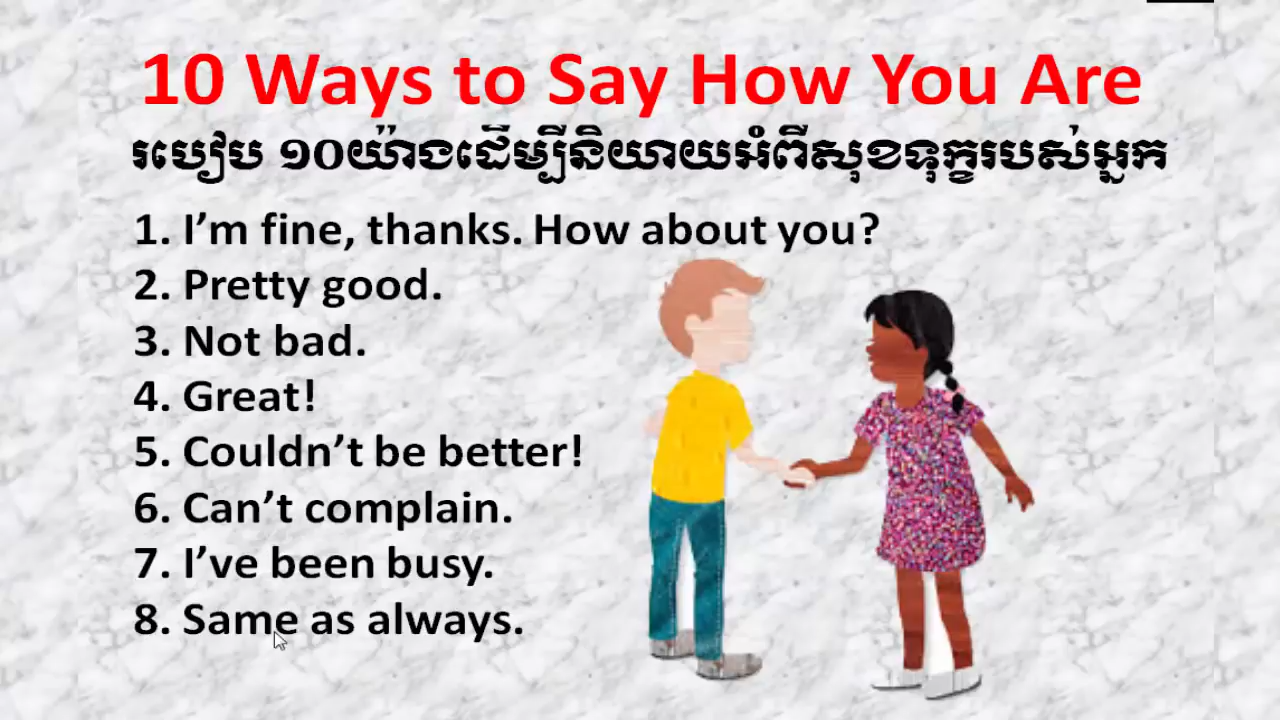 10 Ways to Say How You Are
របៀប ១០យ៉ាងដើម្បីនិយាយអំពីសុខទុក្ខរបស់អ្នក
1. I’m fine, thanks. How about you?
2. Pretty good.
3. Not bad.
4. Great!
5. Couldn’t be better!
6. Can’t complain.
7. I’ve been busy.
8. Same as always.